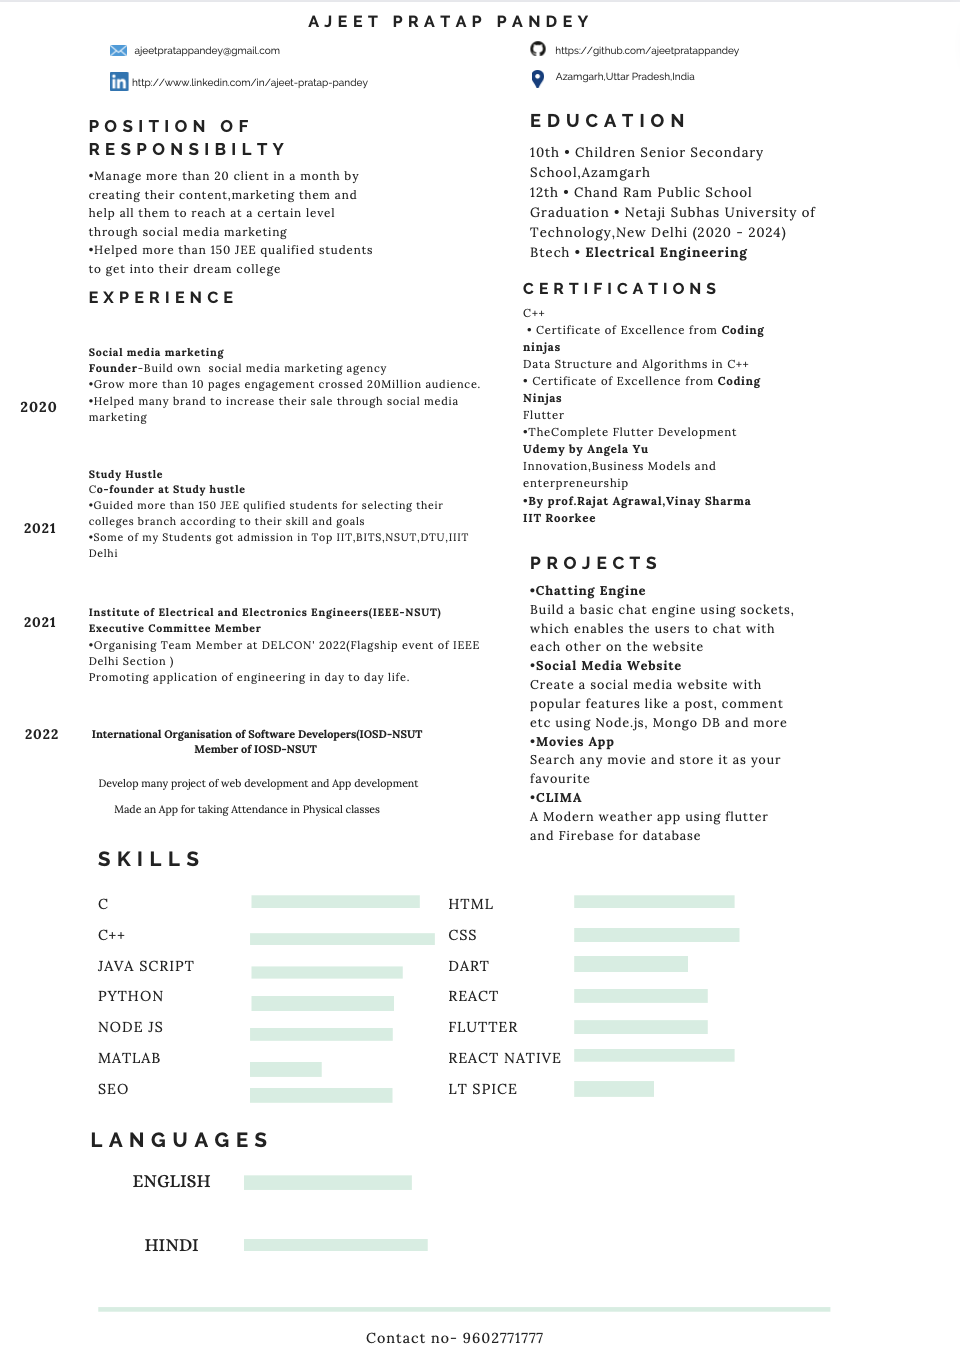 AJEET PRATAP PANDEY
ajeetpratappandey@gmail.com
http://www.linkedin.com/in/ajeet-pratap-pandey
https://github.com/ajeetpratappandey
Azamgarh,Uttar Pradesh,India
POSITION OF
RESPONSIBILTY
•Manage more than 20 client in a month by
creating their content,marketing them and
help all them to reach at a certain level
through social media marketing
•Helped more than 150 JEE qualified students
to get into their dream college
EXPERIENCE
Social media marketing
Founder-Build own  social media marketing agency
•Grow more than 10 pages engagement crossed 20Million audience.
2020
•Helped many brand to increase their sale through social media
marketing
Study Hustle
Co-founder at Study hustle
•Guided more than 150 JEE qulified students for selecting their
colleges branch according to their skill and goals
2021
•Some of my Students got admission in Top IIT,BITS,NSUT,DTU,IIIT
Delhi
Institute of Electrical and Electronics Engineers(IEEE-NSUT)
2021
Executive Committee Member
•Organising Team Member at DELCON' 2022(Flagship event of IEEE
Delhi Section )
Promoting application of engineering in day to day life.
2022
International Organisation of Software Developers(IOSD-NSUT
Member of IOSD-NSUT
Develop many project of web development and App development
Made an App for taking Attendance in Physical classes
EDUCATION
10th • Children Senior Secondary
School,Azamgarh
12th • Chand Ram Public School
Graduation • Netaji Subhas University of
Technology,New Delhi (2020 - 2024)
Btech • Electrical Engineering
CERTIFICATIONS
C++
• Certificate of Excellence from Coding
ninjas
Data Structure and Algorithms in C++
• Certificate of Excellence from Coding
Ninjas
Flutter
•TheComplete Flutter Development
Udemy by Angela Yu
Innovation,Business Models and
enterpreneurship
•By prof.Rajat Agrawal,Vinay Sharma
IIT Roorkee
PROJECTS
•Chatting Engine
Build a basic chat engine using sockets,
which enables the users to chat with
each other on the website
•Social Media Website
Create a social media website with
popular features like a post, comment
etc using Node.js, Mongo DB and more
•Movies App
Search any movie and store it as your
favourite
•CLIMA
A Modern weather app using flutter
and Firebase for database
SKILLS
C
C++
JAVA SCRIPT
PYTHON
NODE JS
MATLAB
SEO
HTML
CSS
DART
REACT
FLUTTER
REACT NATIVE
LT SPICE
LANGUAGES
ENGLISH
HINDI
Contact no- 9602771777